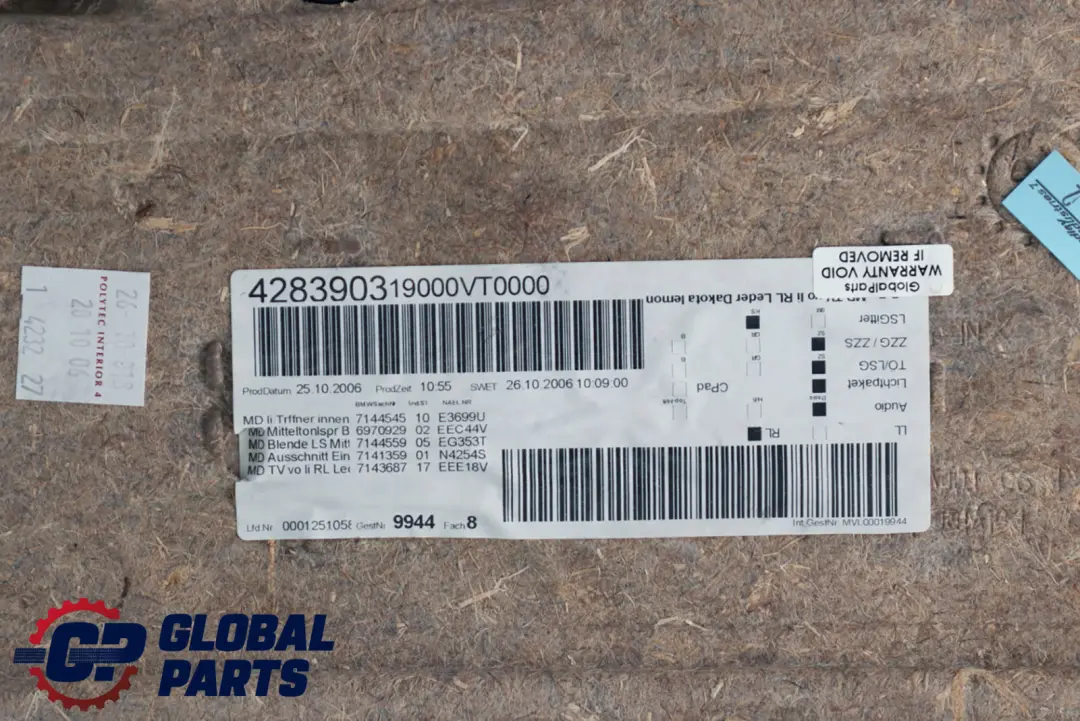 428390319000VT0000
MD TV vo li RL Leder Dakota lemon
GlobalParts
WARRANTY VOID
IF REMOVED
LSGitter
ZZG / ZZS
TO/LSG
Lichtpaket
Audio
CPad
LL
RL
ProdDatum 25.10.2006 ProdZeit 10:55 SWET 26.10.2006 10:09:00
BMWSachNr
MD li Trffner innen 7144545 10 E3699U
MD Mitteltonlspr B 6970929 02 EEC44V
MD Blende LS Mitt 7144559 05 EG353T
MD Ausschnitt Ein 7141359 01 N4254S
MD TV vo li RL Lec 7143687 17 EEE18V
Lfd.Nr 0001251058 GestNr 9944 Fach 8
Int.GestNr MVL00019944
POLYTEC INTERIOR 4
20 10 06
1 4232 27
GP GLOBAL
PARTS